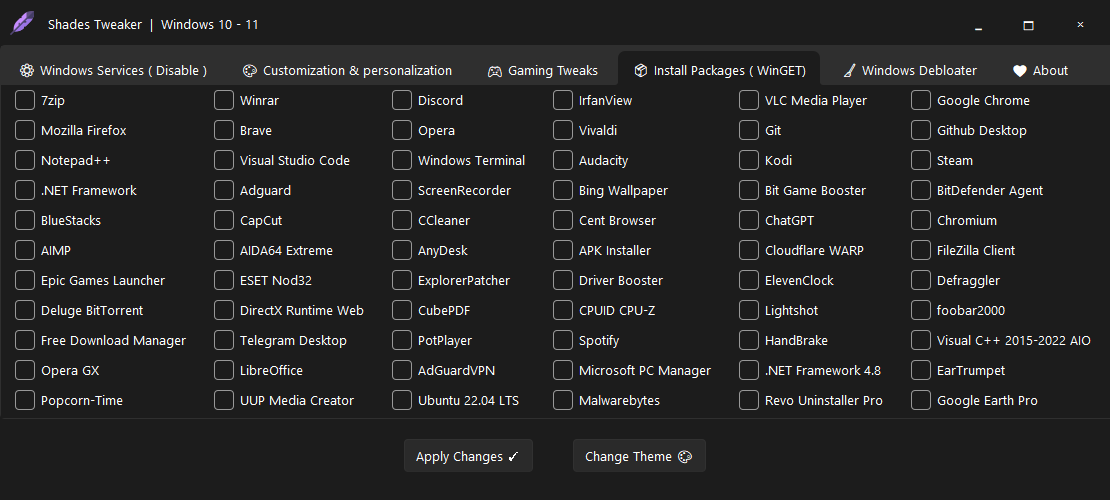 Shades Tweaker | Windows 10 - 11
Windows Services ( Disable ) Customization & personalization Gaming Tweaks Install Packages ( WinGET) Windows Debloater About
7zip Winrar Discord IrfanView VLC Media Player Google Chrome
Mozilla Firefox Brave Opera Vivaldi Git Github Desktop
Notepad++ Visual Studio Code Windows Terminal Audacity Kodi Steam
.NET Framework Adguard ScreenRecorder Bing Wallpaper Bit Game Booster BitDefender Agent
BlueStacks CapCut CCleaner Cent Browser ChatGPT Chromium
AIMP AIDA64 Extreme AnyDesk APK Installer Cloudflare WARP FileZilla Client
Epic Games Launcher ESET Nod32 ExplorerPatcher Driver Booster ElevenClock Defraggler
Deluge BitTorrent DirectX Runtime Web CubePDF CPUID CPU-Z Lightshot foobar2000
Free Download Manager Telegram Desktop PotPlayer Spotify HandBrake Visual C++ 2015-2022 AIO
Opera GX LibreOffice AdGuardVPN Microsoft PC Manager .NET Framework 4.8 EarTrumpet
Popcorn-Time UUP Media Creator Ubuntu 22.04 LTS Malwarebytes Revo Uninstaller Pro Google Earth Pro
Apply Changes ✓ Change Theme